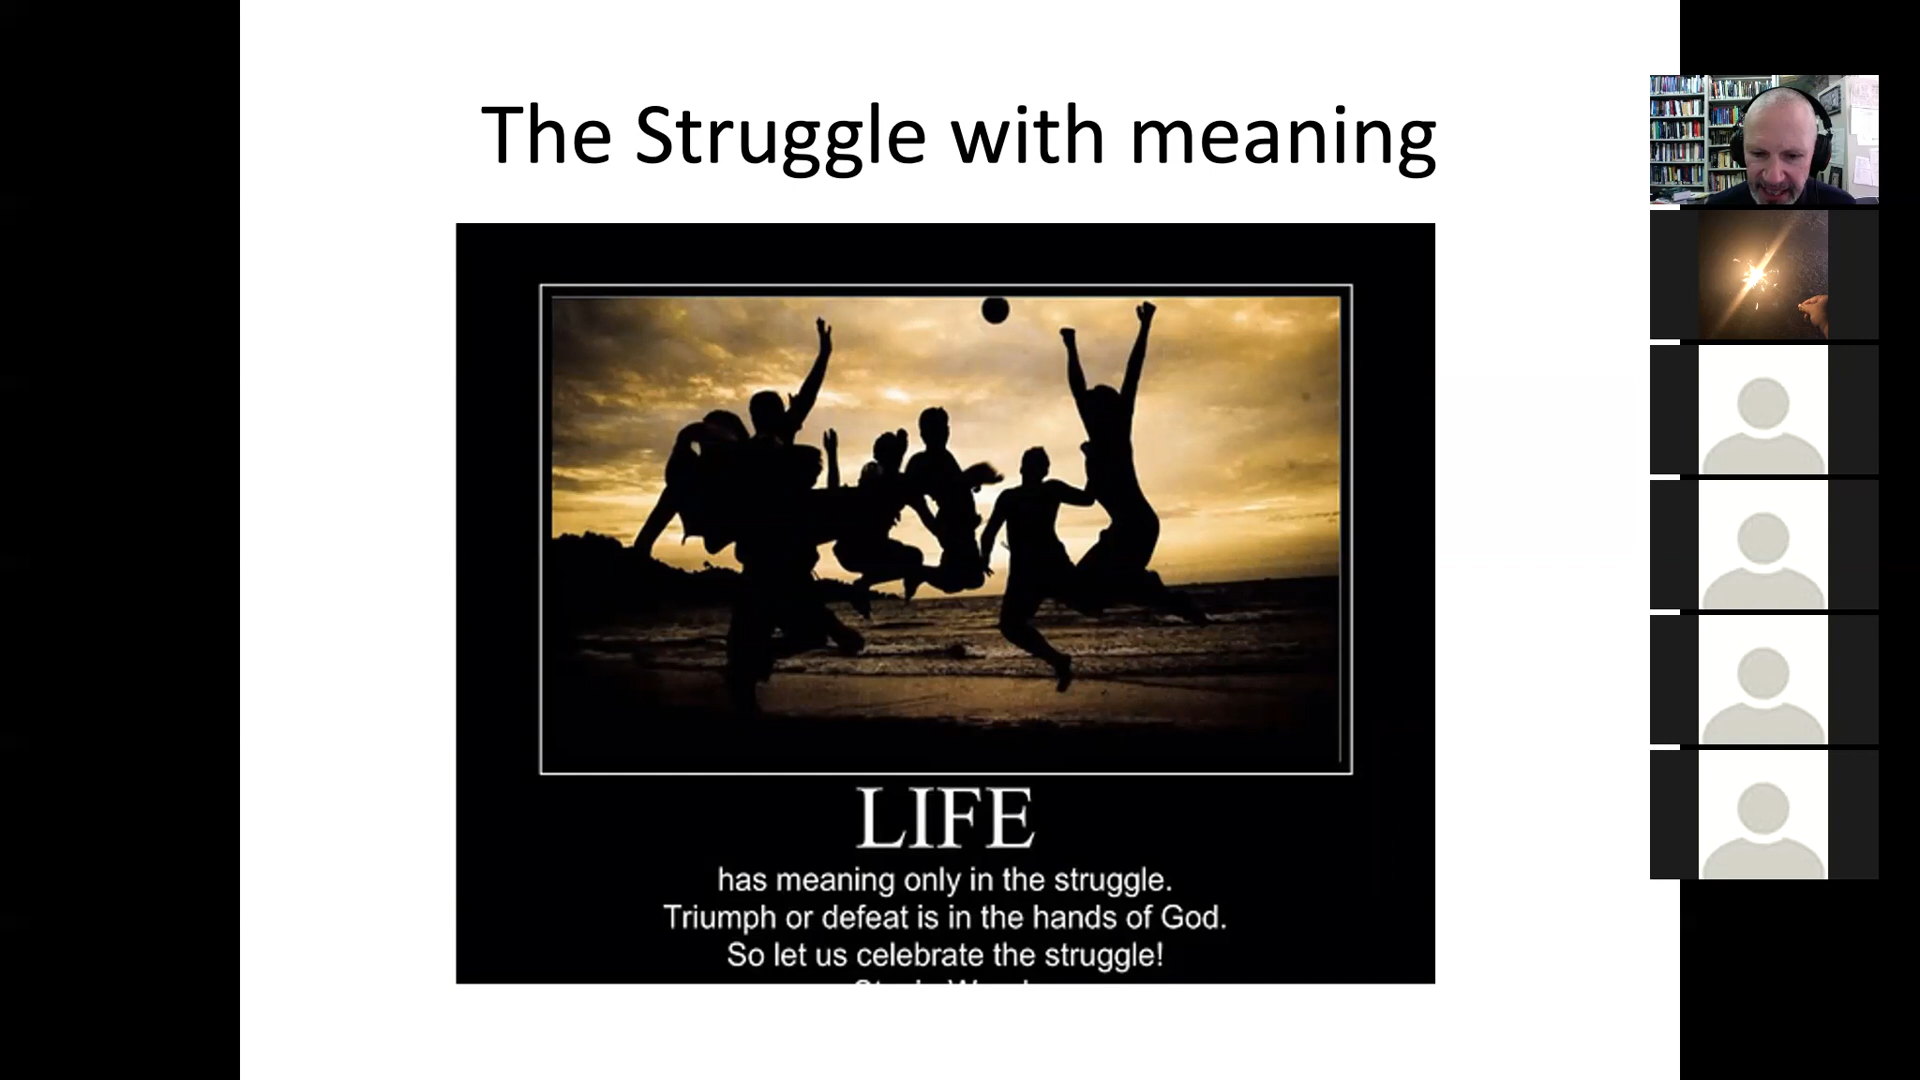 The Struggle with meaning
LIFE
has meaning only in the struggle.
Triumph or defeat is in the hands of God.
So let us celebrate the struggle!